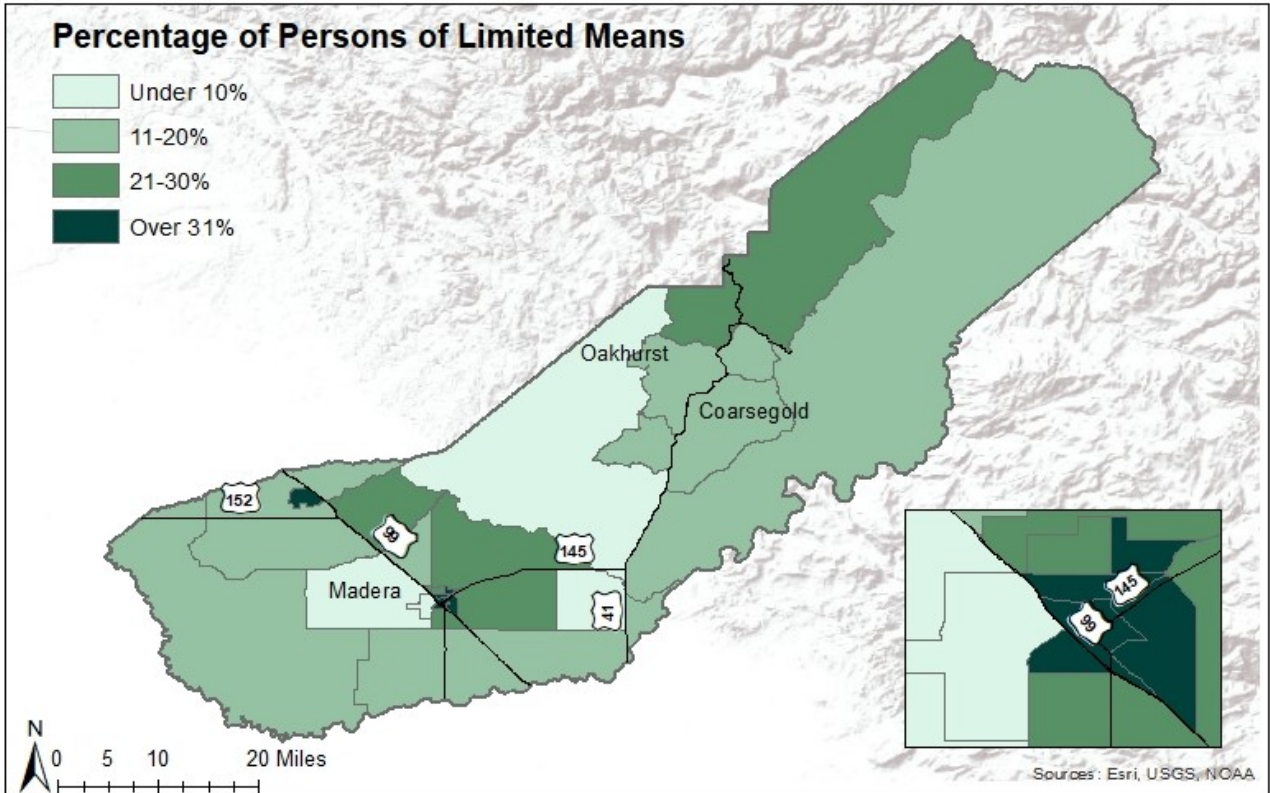 Percentage of Persons of Limited Means
Under 10%
11-20%
21-30%
Over 31%
Oakhurst
Coarsegold
152
99
145
Madera
41
145
99
N
0 5 10 20 Miles
Sources: Esri, USGS, NOAA